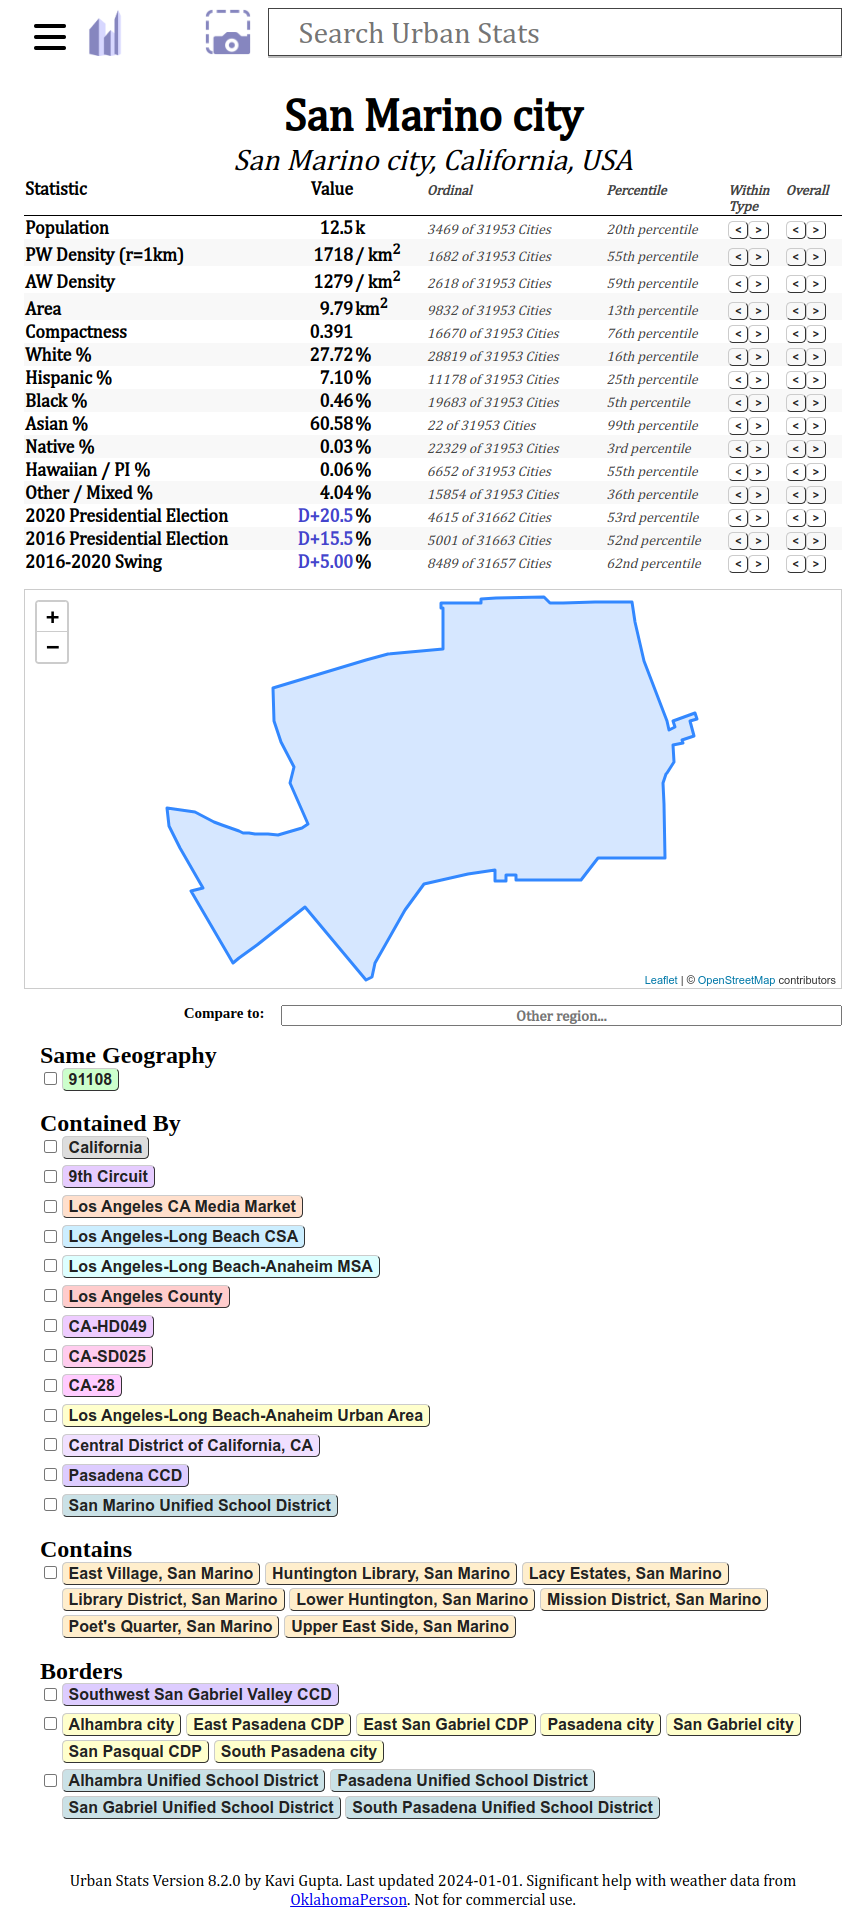 Search Urban Stats
San Marino city
San Marino city, California, USA
Statistic Value Ordinal Percentile Within Type Overall
Population 12.5 k 3469 of 31953 Cities 20th percentile < > < >
PW Density (r=1km) 1718 / km2 1682 of 31953 Cities 55th percentile < > < >
AW Density 1279 / km2 2618 of 31953 Cities 59th percentile < > < >
Area 9.79 km2 9832 of 31953 Cities 13th percentile < > < >
Compactness 0.391 16670 of 31953 Cities 76th percentile < > < >
White % 27.72 % 28819 of 31953 Cities 16th percentile < > < >
Hispanic % 7.10 % 11178 of 31953 Cities 25th percentile < > < >
Black % 0.46 % 19683 of 31953 Cities 5th percentile < > < >
Asian % 60.58 % 22 of 31953 Cities 99th percentile < > < >
Native % 0.03 % 22329 of 31953 Cities 3rd percentile < > < >
Hawaiian / PI % 0.06 % 6652 of 31953 Cities 55th percentile < > < >
Other / Mixed % 4.04 % 15854 of 31953 Cities 36th percentile < > < >
2020 Presidential Election D+20.5 % 4615 of 31662 Cities 53rd percentile < > < >
2016 Presidential Election D+15.5 % 5001 of 31663 Cities 52nd percentile < > < >
2016-2020 Swing D+5.00 % 8489 of 31657 Cities 62nd percentile < > < >
+
−
Leaflet | © OpenStreetMap contributors
Compare to: Other region...
Same Geography
91108
Contained By
California
9th Circuit
Los Angeles CA Media Market
Los Angeles-Long Beach CSA
Los Angeles-Long Beach-Anaheim MSA
Los Angeles County
CA-HD049
CA-SD025
CA-28
Los Angeles-Long Beach-Anaheim Urban Area
Central District of California, CA
Pasadena CCD
San Marino Unified School District
Contains
East Village, San Marino Huntington Library, San Marino Lacy Estates, San Marino
Library District, San Marino Lower Huntington, San Marino Mission District, San Marino
Poet's Quarter, San Marino Upper East Side, San Marino
Borders
Southwest San Gabriel Valley CCD
Alhambra city East Pasadena CDP East San Gabriel CDP Pasadena city San Gabriel city
San Pasqual CDP South Pasadena city
Alhambra Unified School District Pasadena Unified School District
San Gabriel Unified School District South Pasadena Unified School District
Urban Stats Version 8.2.0 by Kavi Gupta. Last updated 2024-01-01. Significant help with weather data from
OklahomaPerson. Not for commercial use.